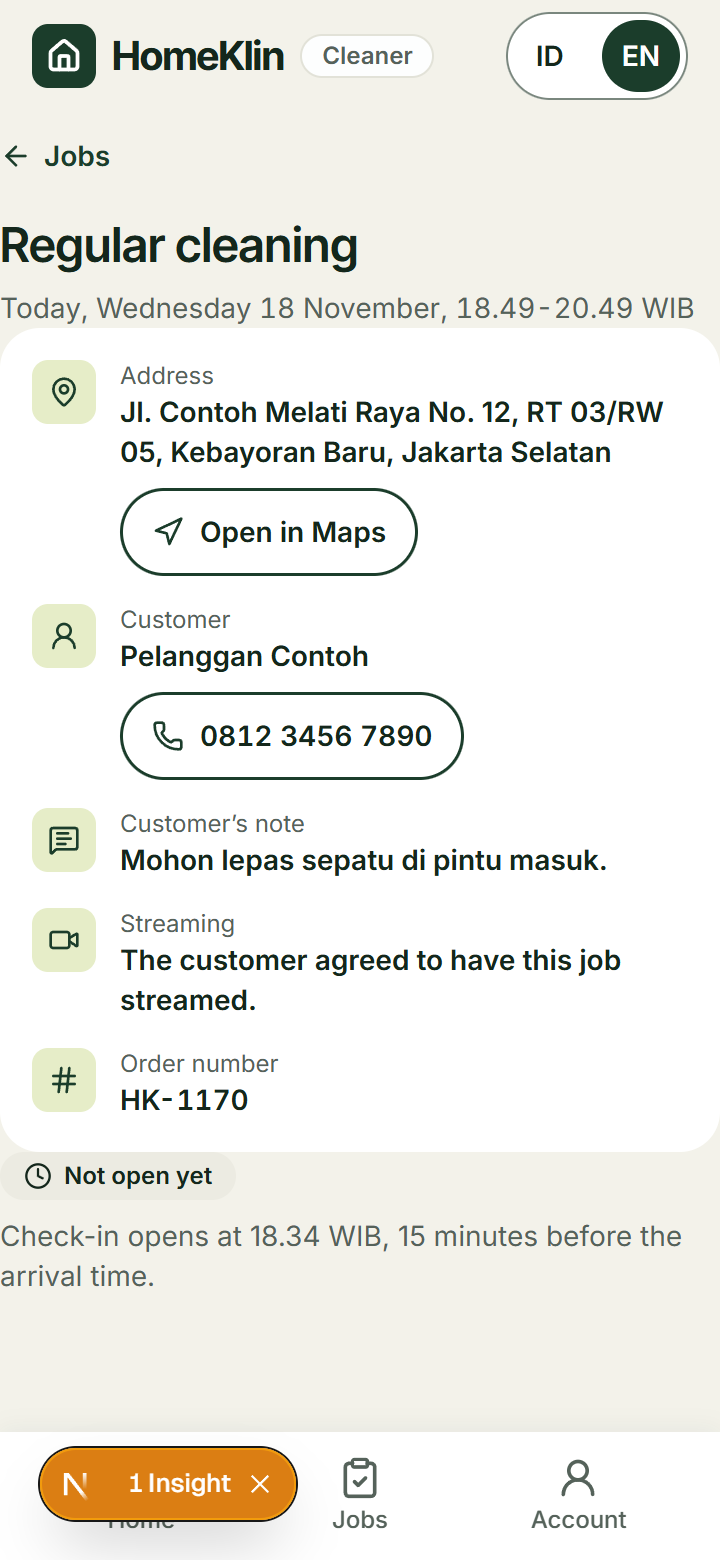 HomeKlin
Cleaner
ID
EN
Jobs
Regular cleaning
Today, Wednesday 18 November, 18.49-20.49 WIB
Address
Jl. Contoh Melati Raya No. 12, RT 03/RW
05, Kebayoran Baru, Jakarta Selatan
Open in Maps
Customer
Pelanggan Contoh
0812 3456 7890
Customer’s note
Mohon lepas sepatu di pintu masuk.
Streaming
The customer agreed to have this job
streamed.
Order number
HK-1170
Not open yet
Check-in opens at 18.34 WIB, 15 minutes before the
arrival time.
N
1 Insight
Home
Jobs
Account